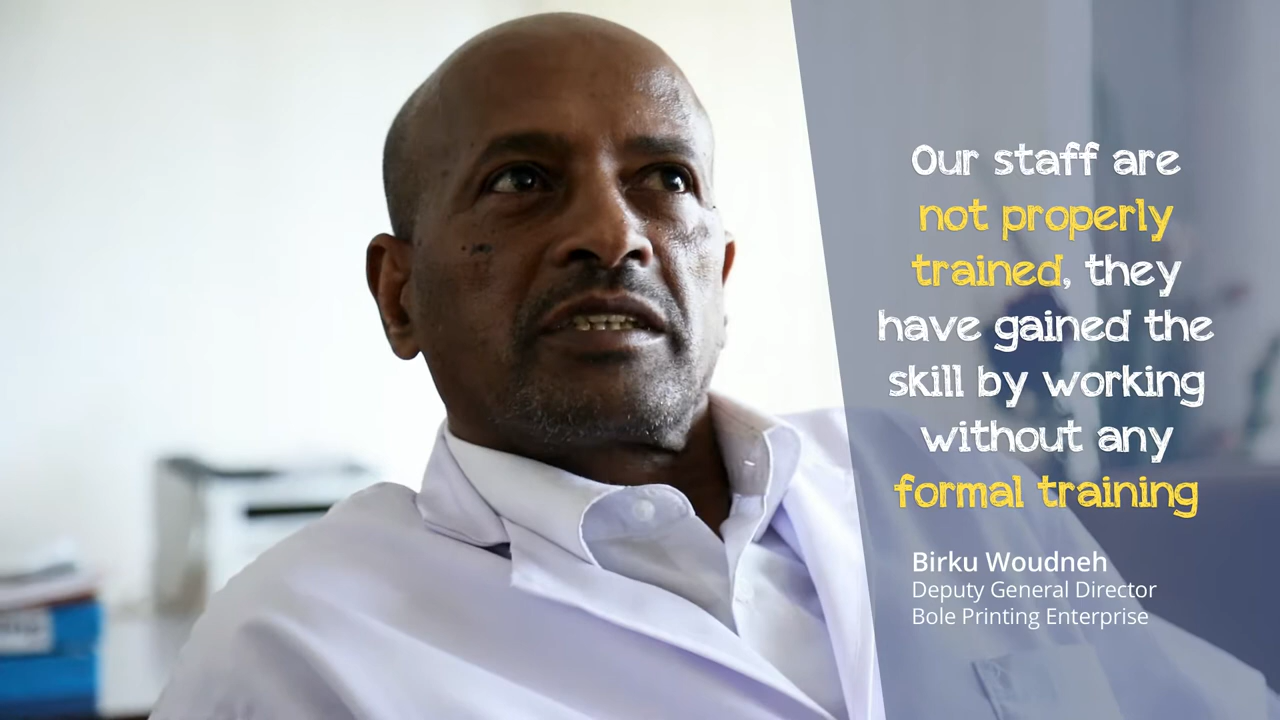 Our staff are
not properly
trained, they
have gained the
skill by working
without any
formal training
Birku Woudneh
Deputy General Director
Bole Printing Enterprise